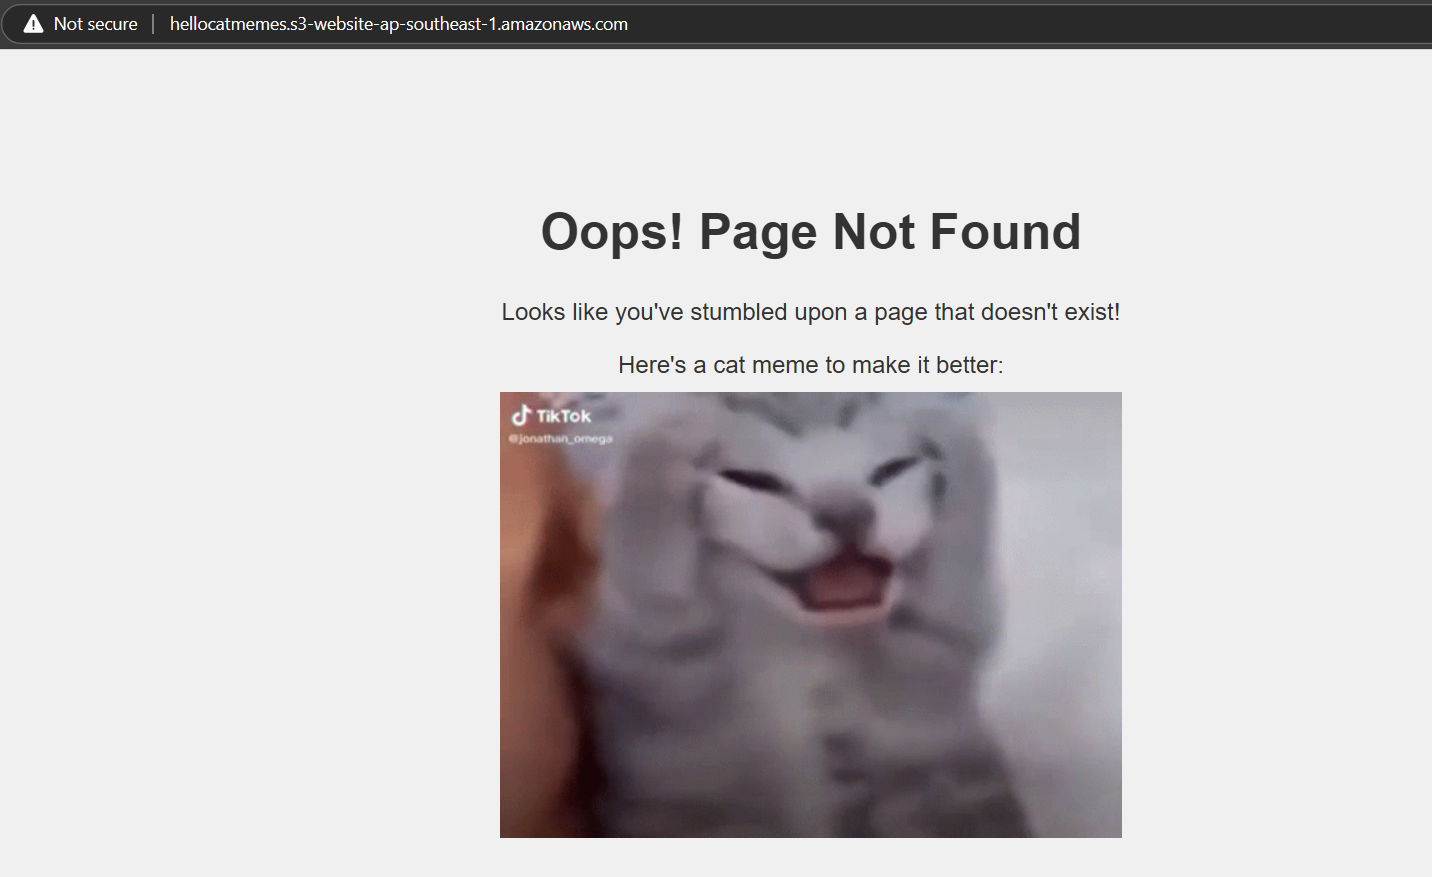 Not secure
hellocatmemes.s3-website-ap-southeast-1.amazonaws.com
Oops! Page Not Found
Looks like you've stumbled upon a page that doesn't exist!
Here's a cat meme to make it better:
TikTok
@jonathan_omega